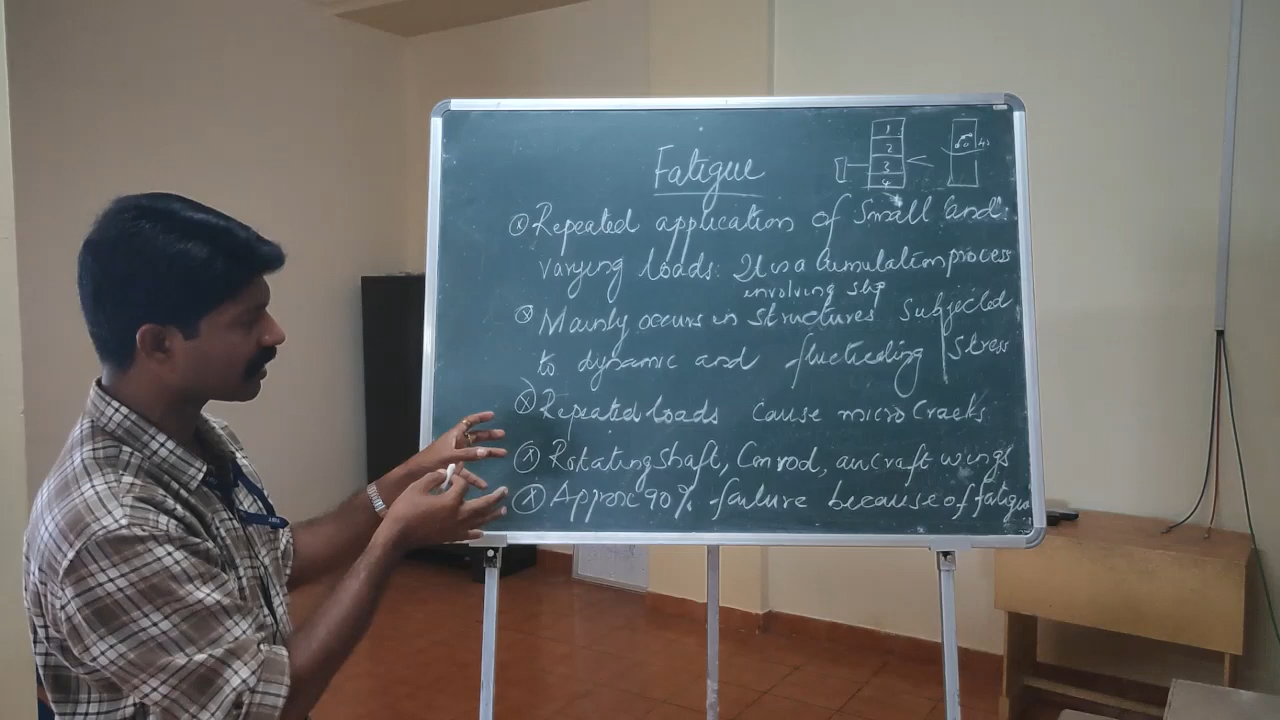 Fatigue
1
2
3
4
Repeated application of Small and
varying loads. It is a cumulation process
involving slip
Mainly occurs in structures subjected
to dynamic and fluctuating stress
Repeated loads cause micro cracks
Rotating shaft, Con rod, aircraft wings
Approx 90% failure because of fatigue